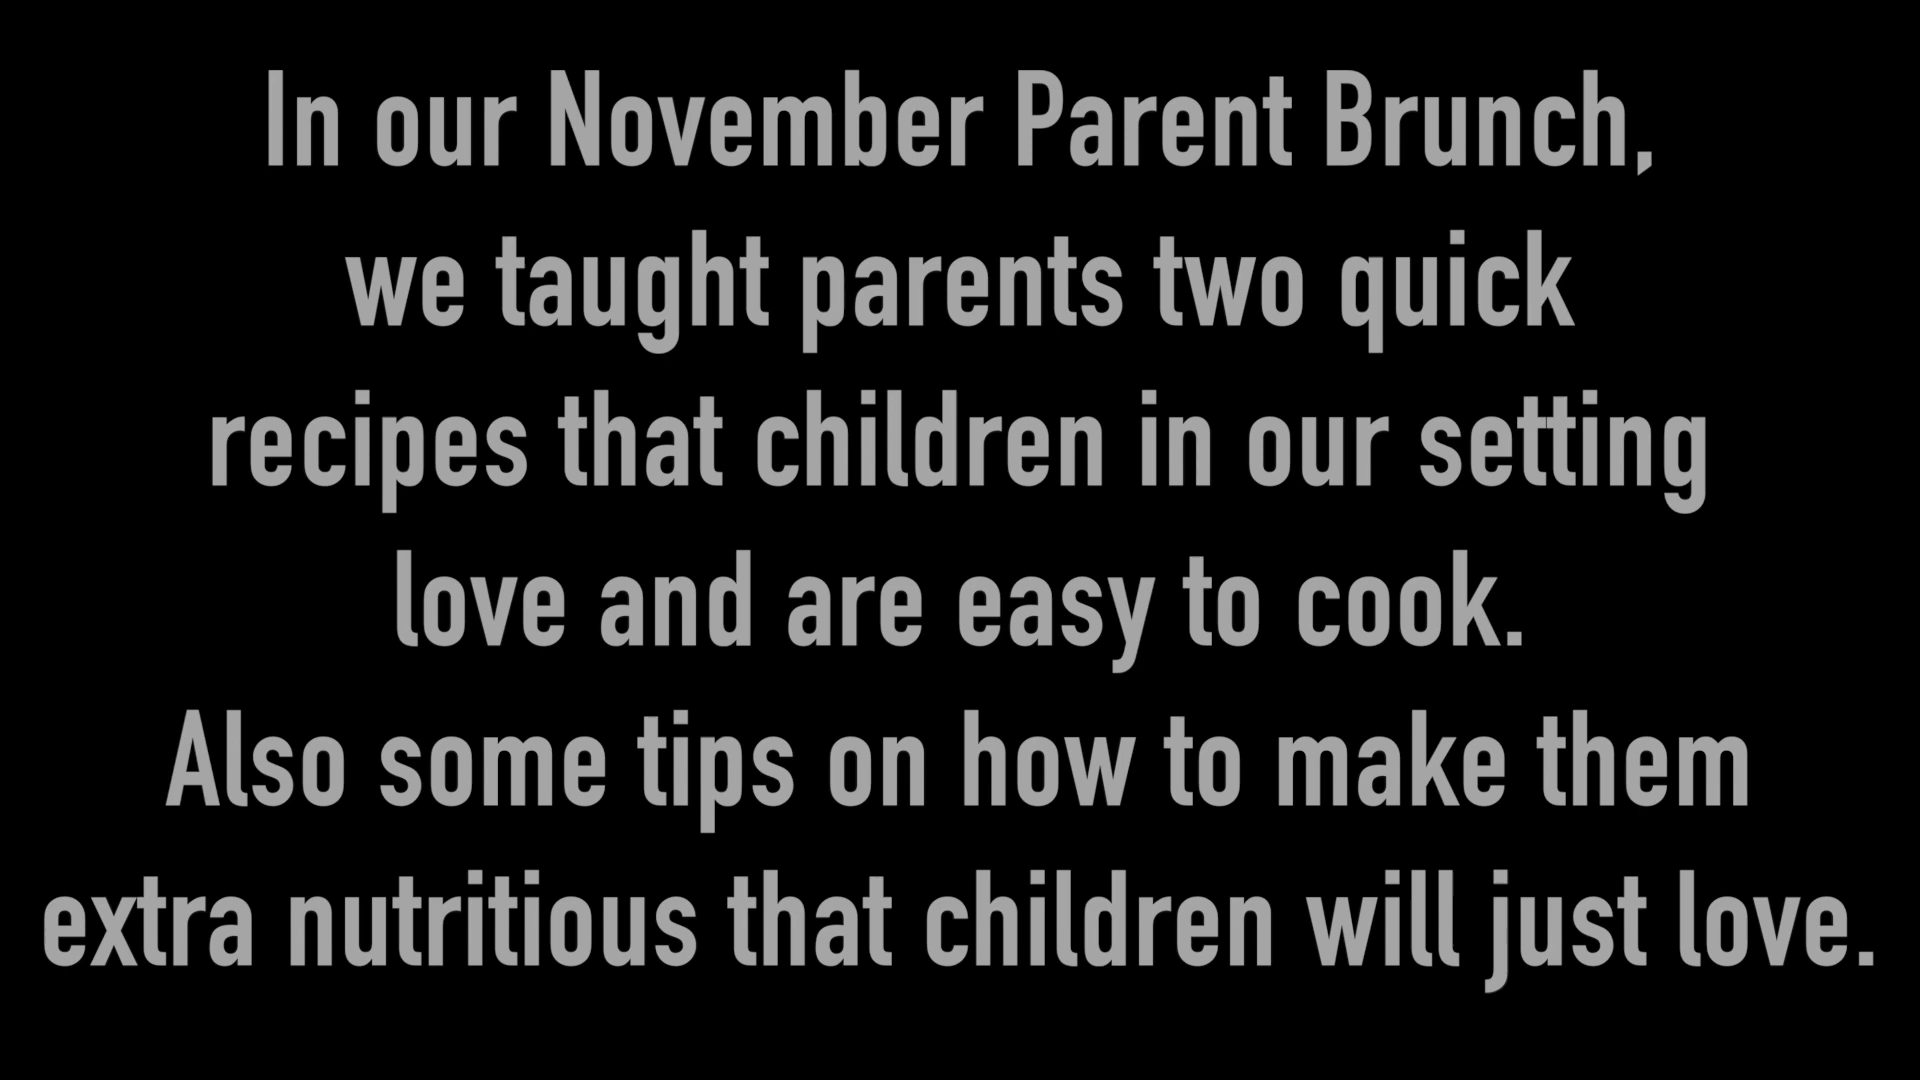 In our November Parent Brunch,
we taught parents two quick
recipes that children in our setting
love and are easy to cook.
Also some tips on how to make them
extra nutritious that children will just love.